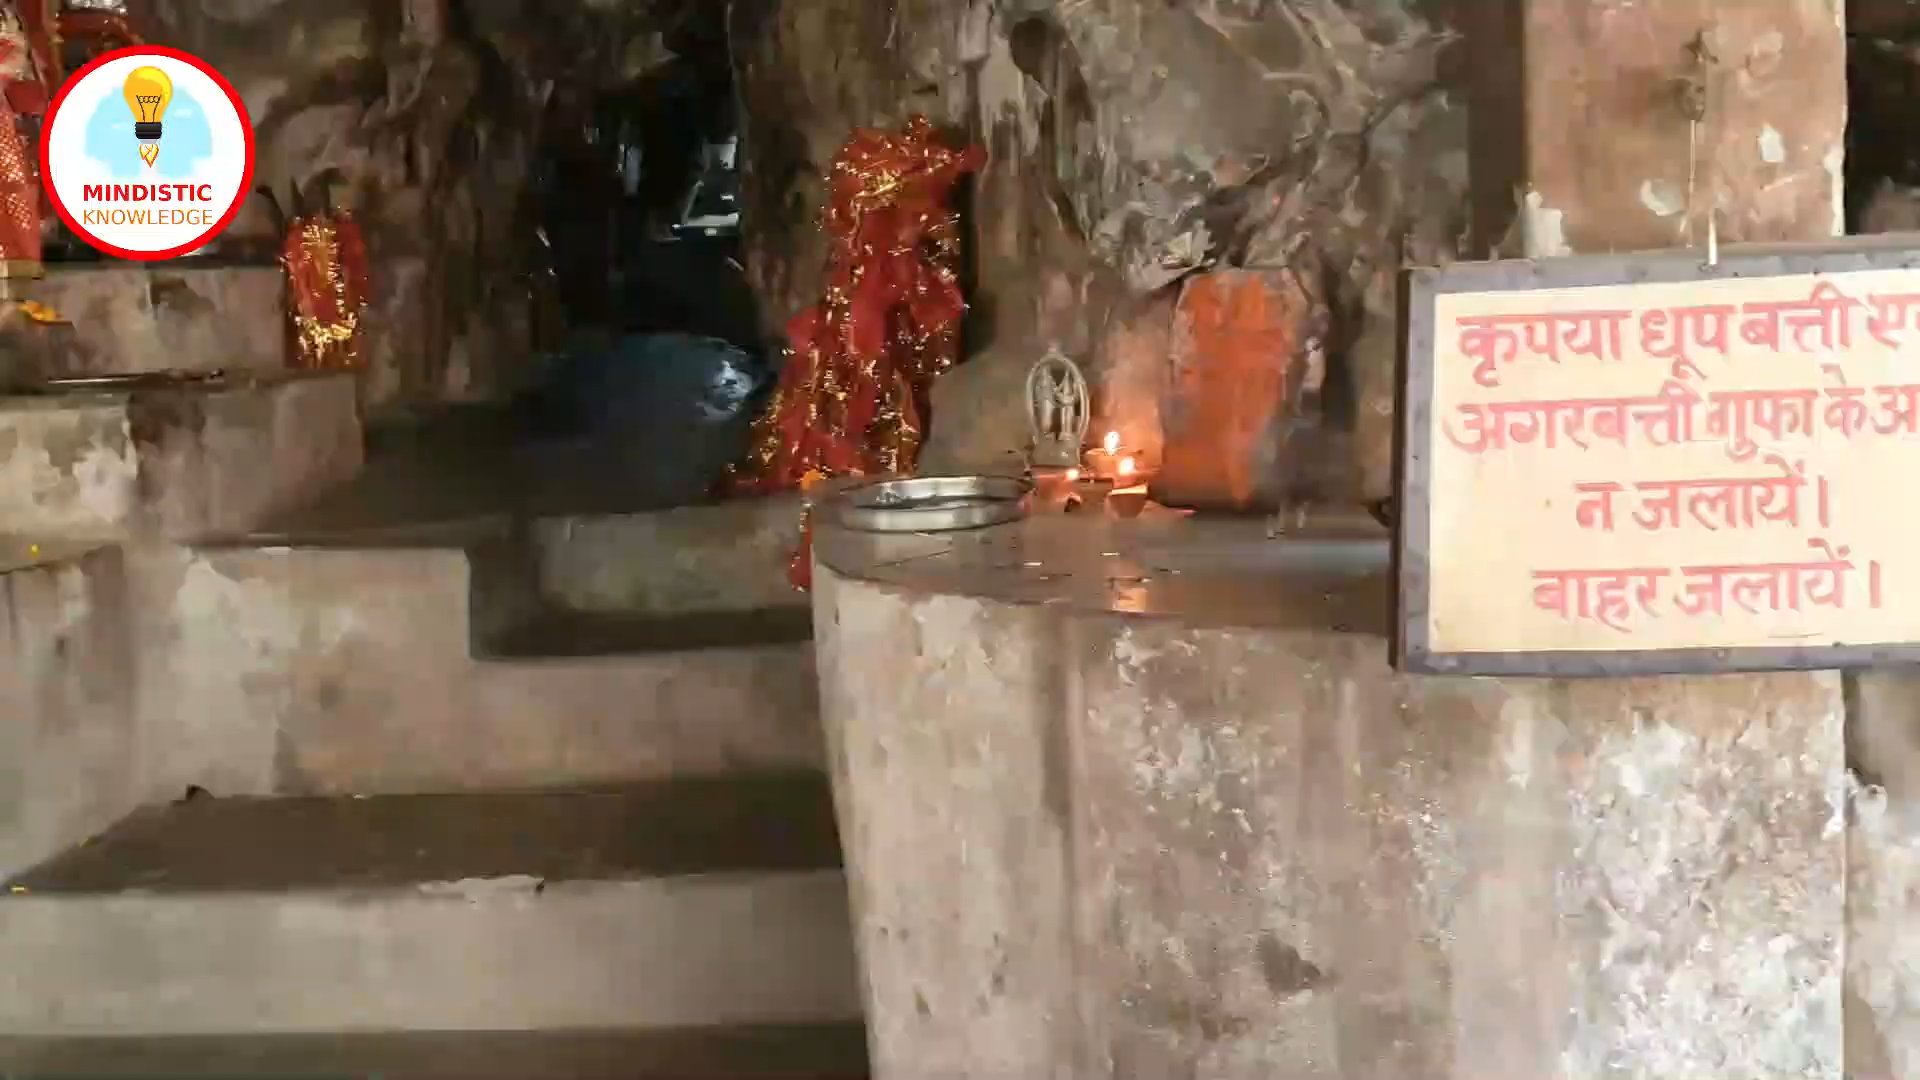 MINDISTIC
KNOWLEDGE
कृपया धूप बत्ती
अगरबत्ती गुफा के
न जलायें।
बाहर जलायें।